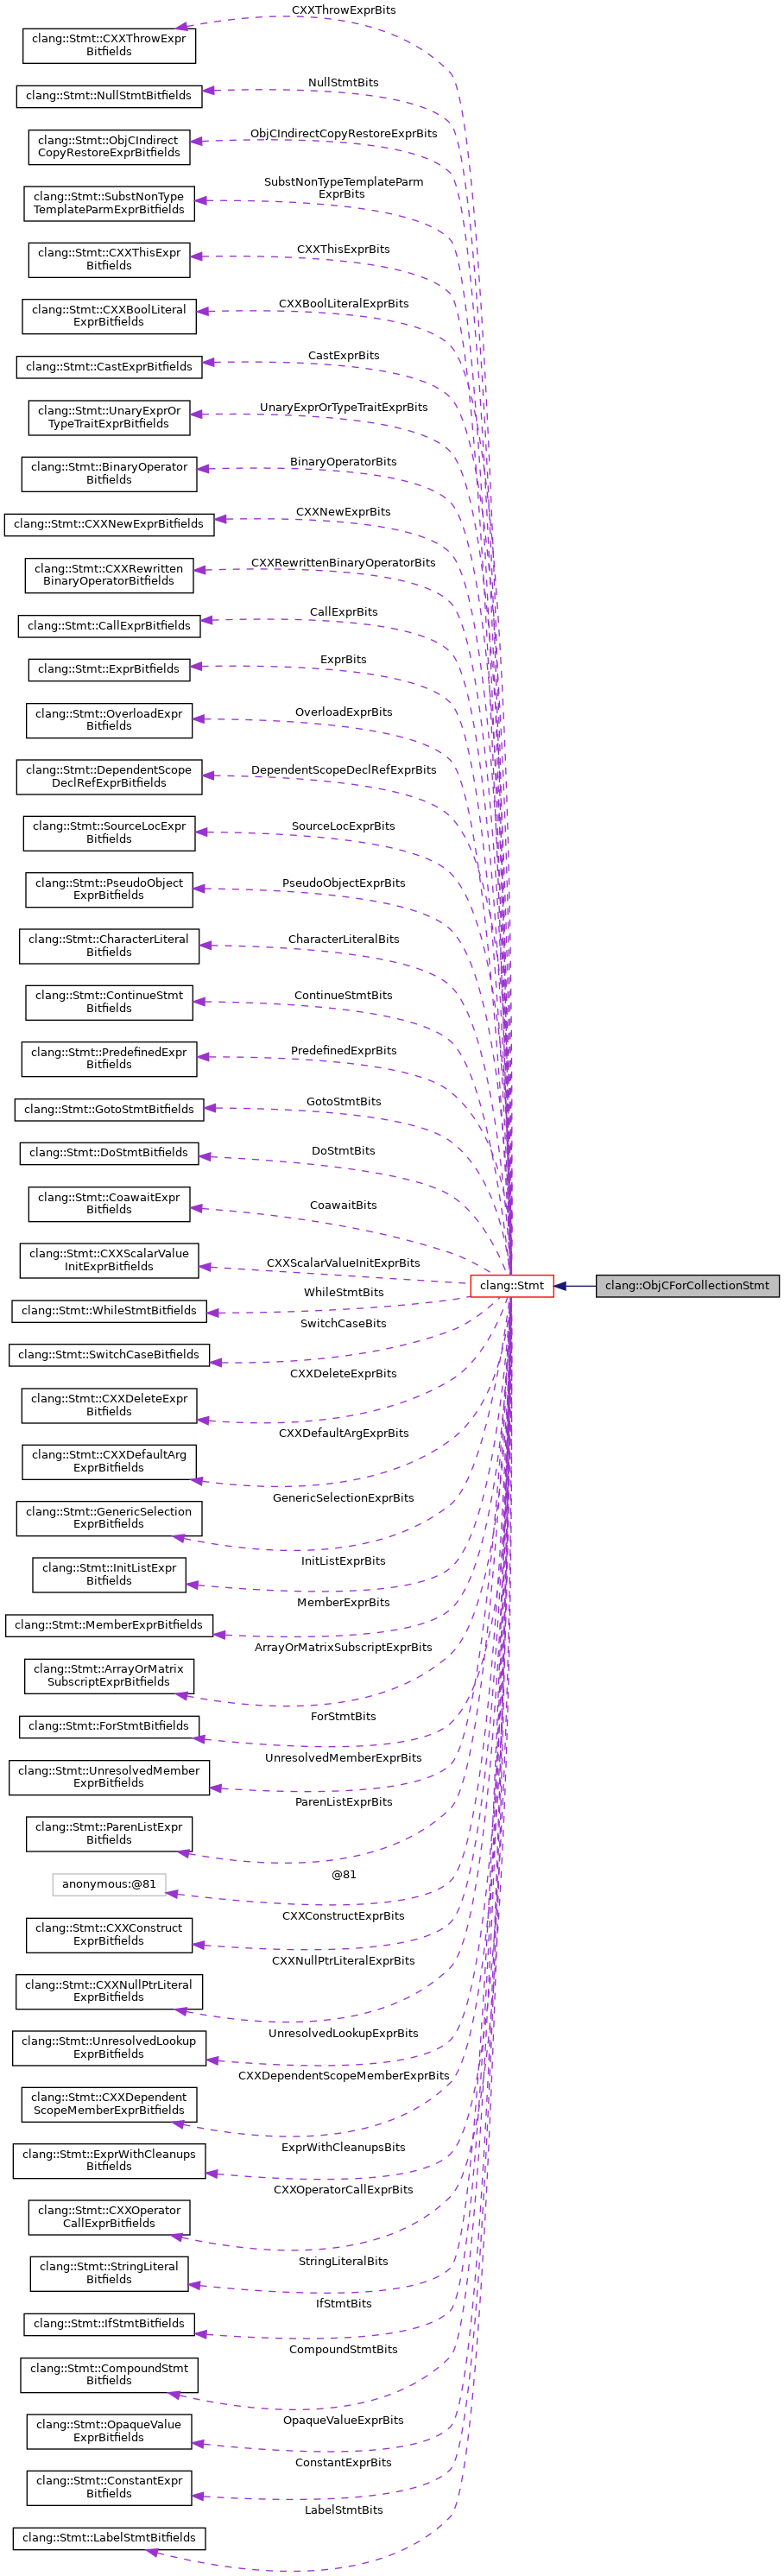 CXXThrowExprBits
clang::Stmt::CXXThrowExpr
Bitfields
NullStmtBits
clang::Stmt::NullStmtBitfields
ObjCIndirectCopyRestoreExprBits
clang::Stmt::ObjCIndirect
CopyRestoreExprBitfields
SubstNonTypeTemplateParm
ExprBits
clang::Stmt::SubstNonType
TemplateParmExprBitfields
CXXThisExprBits
clang::Stmt::CXXThisExpr
Bitfields
CXXBoolLiteralExprBits
clang::Stmt::CXXBoolLiteral
ExprBitfields
CastExprBits
clang::Stmt::CastExprBitfields
UnaryExprOrTypeTraitExprBits
clang::Stmt::UnaryExprOr
TypeTraitExprBitfields
BinaryOperatorBits
clang::Stmt::BinaryOperator
Bitfields
CXXNewExprBits
clang::Stmt::CXXNewExprBitfields
CXXRewrittenBinaryOperatorBits
clang::Stmt::CXXRewritten
BinaryOperatorBitfields
CallExprBits
clang::Stmt::CallExprBitfields
ExprBits
clang::Stmt::ExprBitfields
OverloadExprBits
clang::Stmt::OverloadExpr
Bitfields
DependentScopeDeclRefExprBits
clang::Stmt::DependentScope
DeclRefExprBitfields
SourceLocExprBits
clang::Stmt::SourceLocExpr
Bitfields
PseudoObjectExprBits
clang::Stmt::PseudoObject
ExprBitfields
CharacterLiteralBits
clang::Stmt::CharacterLiteral
Bitfields
ContinueStmtBits
clang::Stmt::ContinueStmt
Bitfields
PredefinedExprBits
clang::Stmt::PredefinedExpr
Bitfields
GotoStmtBits
clang::Stmt::GotoStmtBitfields
DoStmtBits
clang::Stmt::DoStmtBitfields
CoawaitBits
clang::Stmt::CoawaitExpr
Bitfields
CXXScalarValueInitExprBits
clang::Stmt::CXXScalarValue
InitExprBitfields
clang::Stmt
clang::ObjCForCollectionStmt
WhileStmtBits
clang::Stmt::WhileStmtBitfields
SwitchCaseBits
clang::Stmt::SwitchCaseBitfields
CXXDeleteExprBits
clang::Stmt::CXXDeleteExpr
Bitfields
CXXDefaultArgExprBits
clang::Stmt::CXXDefaultArg
ExprBitfields
GenericSelectionExprBits
clang::Stmt::GenericSelection
ExprBitfields
InitListExprBits
clang::Stmt::InitListExpr
Bitfields
MemberExprBits
clang::Stmt::MemberExprBitfields
ArrayOrMatrixSubscriptExprBits
clang::Stmt::ArrayOrMatrix
SubscriptExprBitfields
ForStmtBits
clang::Stmt::ForStmtBitfields
UnresolvedMemberExprBits
clang::Stmt::UnresolvedMember
ExprBitfields
ParenListExprBits
clang::Stmt::ParenListExpr
Bitfields
@81
anonymous:@81
CXXConstructExprBits
clang::Stmt::CXXConstruct
ExprBitfields
CXXNullPtrLiteralExprBits
clang::Stmt::CXXNullPtrLiteral
ExprBitfields
UnresolvedLookupExprBits
clang::Stmt::UnresolvedLookup
ExprBitfields
CXXDependentScopeMemberExprBits
clang::Stmt::CXXDependent
ScopeMemberExprBitfields
ExprWithCleanupsBits
clang::Stmt::ExprWithCleanups
Bitfields
CXXOperatorCallExprBits
clang::Stmt::CXXOperator
CallExprBitfields
StringLiteralBits
clang::Stmt::StringLiteral
Bitfields
IfStmtBits
clang::Stmt::IfStmtBitfields
CompoundStmtBits
clang::Stmt::CompoundStmt
Bitfields
OpaqueValueExprBits
clang::Stmt::OpaqueValue
ExprBitfields
ConstantExprBits
clang::Stmt::ConstantExpr
Bitfields
LabelStmtBits
clang::Stmt::LabelStmtBitfields